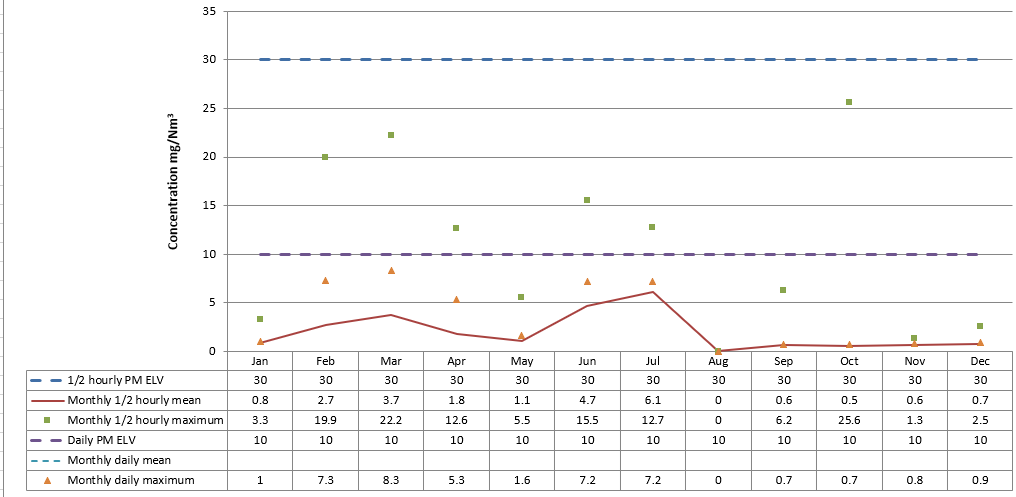 35
30
25
20
15
10
5
0
Concentration mg/Nm³
Jan Feb Mar Apr May Jun Jul Aug Sep Oct Nov Dec
1/2 hourly PM ELV 30 30 30 30 30 30 30 30 30 30 30 30
Monthly 1/2 hourly mean 0.8 2.7 3.7 1.8 1.1 4.7 6.1 0 0.6 0.5 0.6 0.7
Monthly 1/2 hourly maximum 3.3 19.9 22.2 12.6 5.5 15.5 12.7 0 6.2 25.6 1.3 2.5
Daily PM ELV 10 10 10 10 10 10 10 10 10 10 10 10
Monthly daily mean
Monthly daily maximum 1 7.3 8.3 5.3 1.6 7.2 7.2 0 0.7 0.7 0.8 0.9